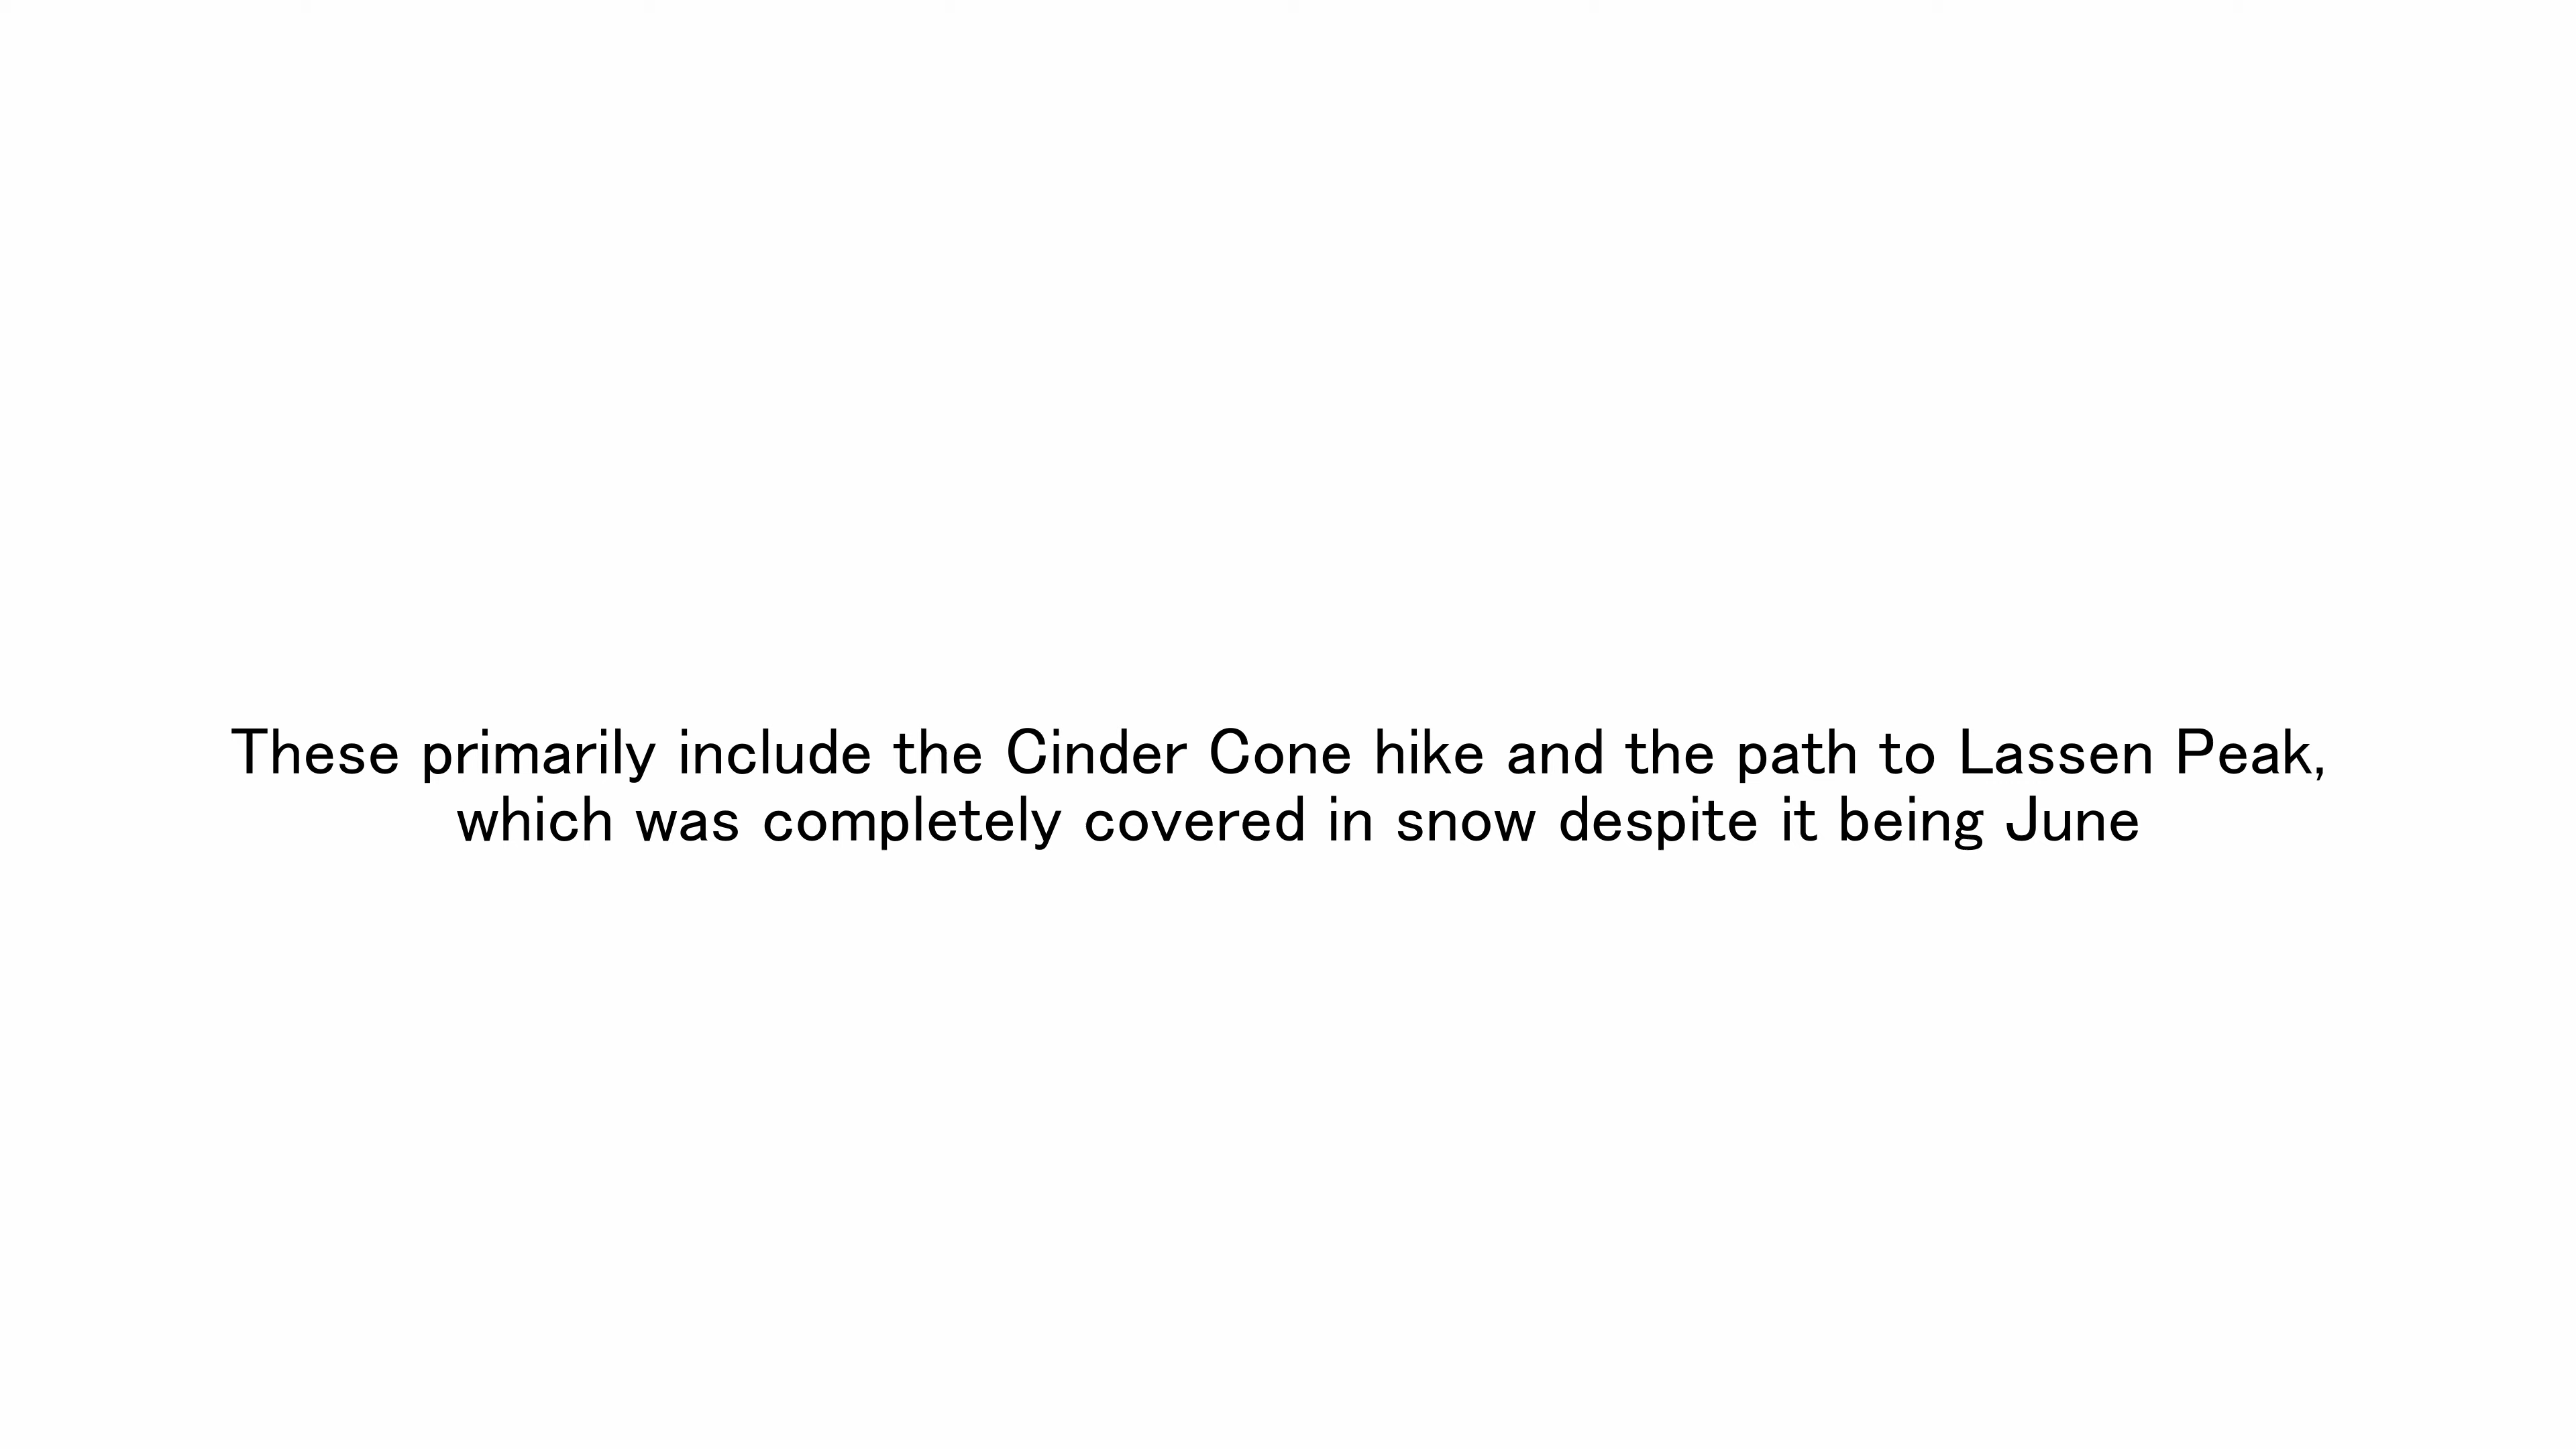 These primarily include the Cinder Cone hike and the path to Lassen Peak,
which was completely covered in snow despite it being June